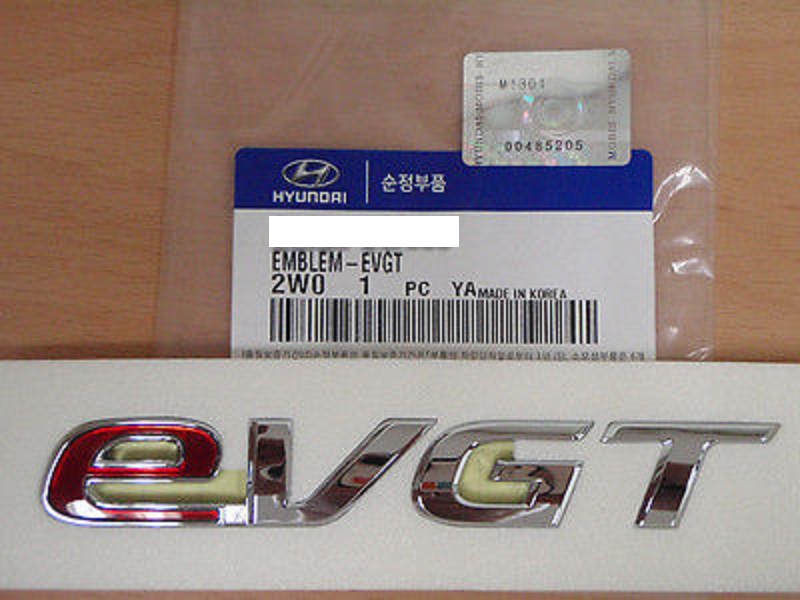 M1301
00485205
HYUNDAI 순정부품
EMBLEM-EVGT
2W0 1 PC YA MADE IN KOREA
eVGT